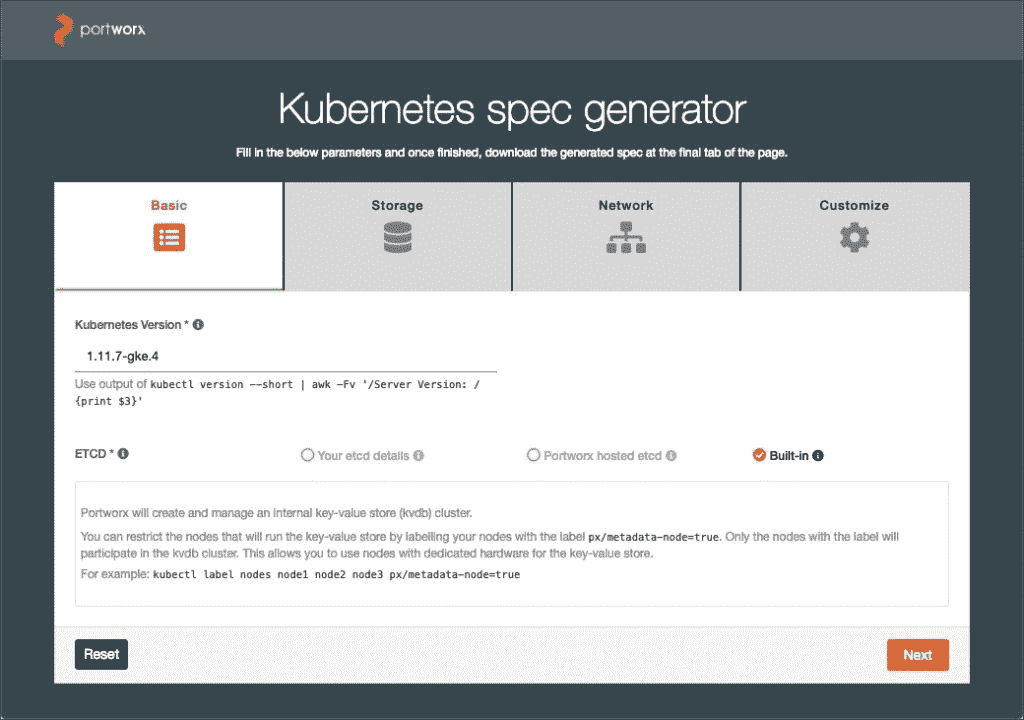 portworx
Kubernetes spec generator
Fill in the below parameters and once finished, download the generated spec at the final tab of the page.
Basic
Storage
Network
Customize
Kubernetes Version *
1.11.7-gke.4
Use output of kubectl version --short | awk -Fv '/Server Version: /
{print $3}'
ETCD *
Your etcd details
Portworx hosted etcd
Built-in
Portworx will create and manage an internal key-value store (kvdb) cluster.
You can restrict the nodes that will run the key-value store by labelling your nodes with the label px/metadata-node=true. Only the nodes with the label will
participate in the kvdb cluster. This allows you to use nodes with dedicated hardware for the key-value store.
For example: kubectl label nodes node1 node2 node3 px/metadata-node=true
Reset
Next